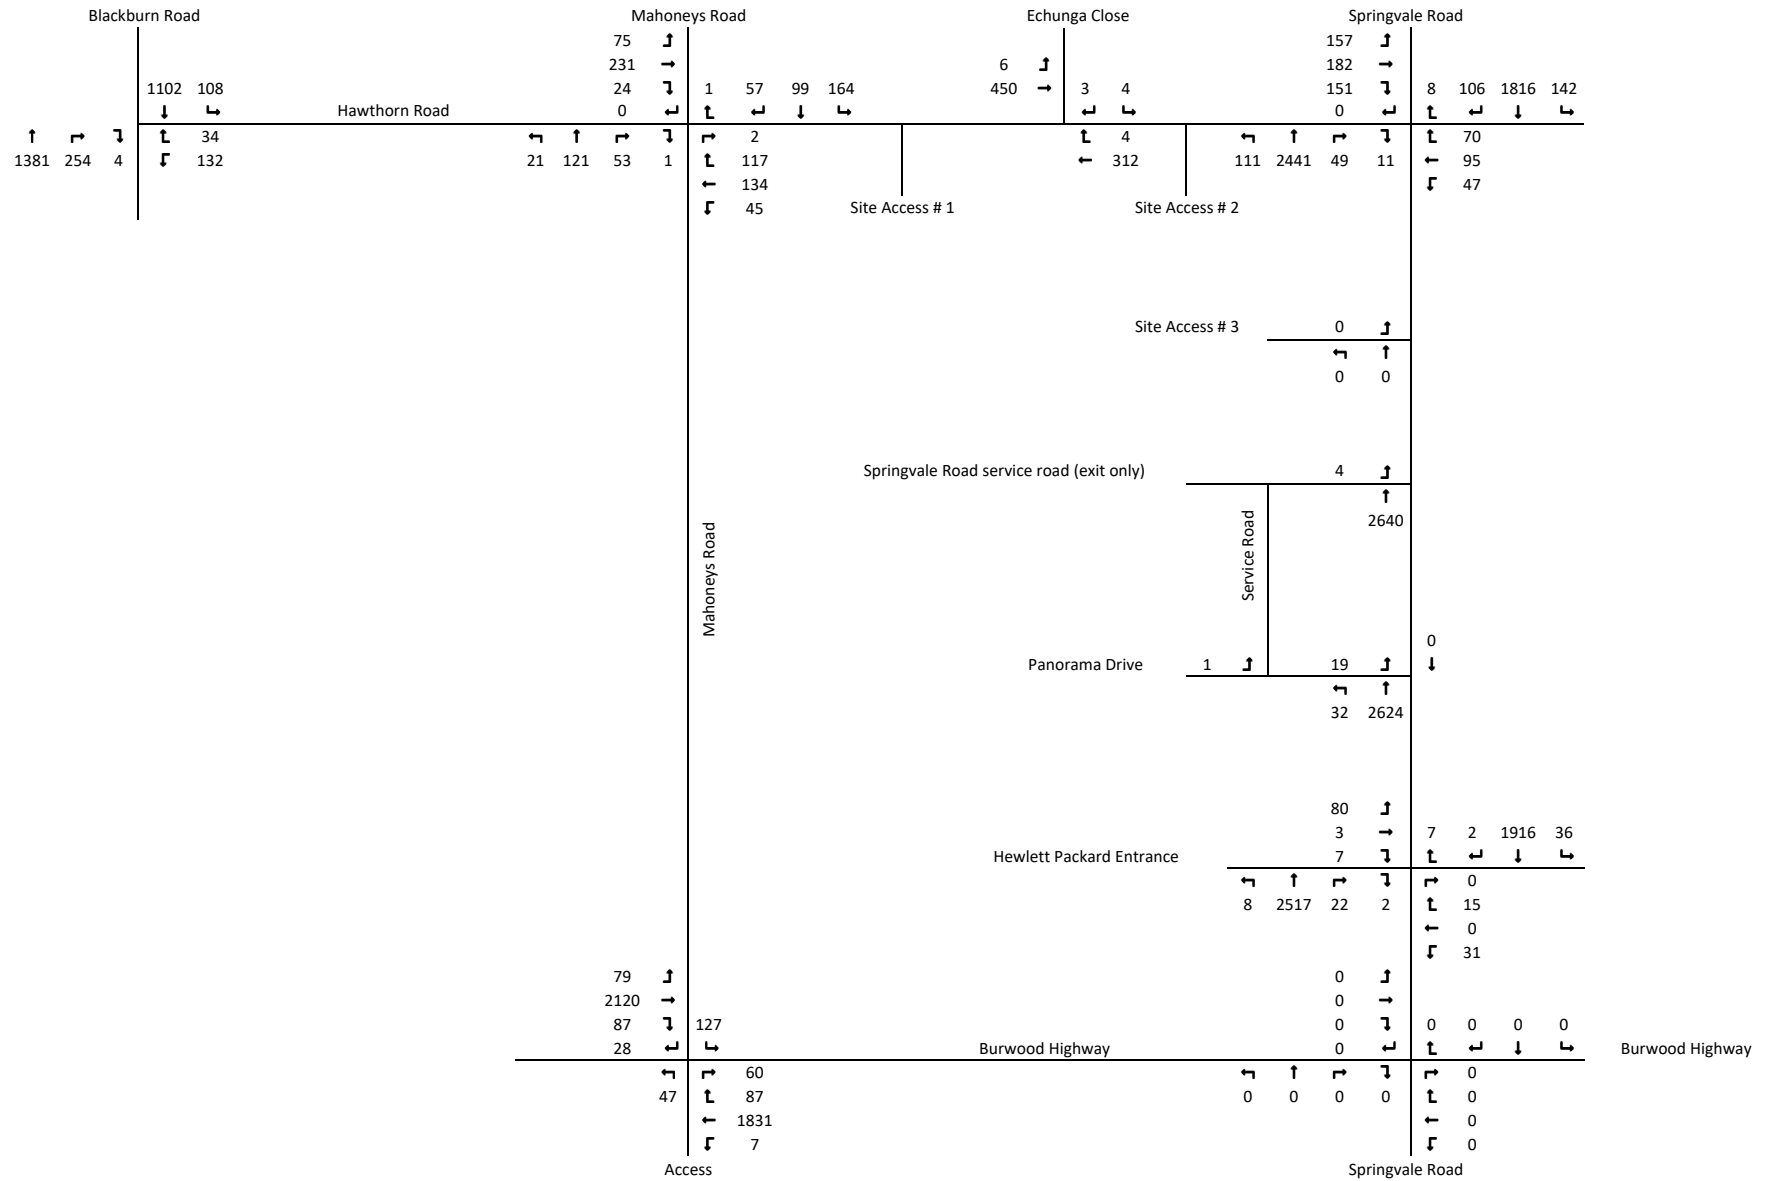 Blackburn Road Mahoneys Road Echunga Close Springvale Road
75 157
231 6 182
1102 108 24 1 57 99 164 450 3 4 151 8 106 1816 142
Hawthorn Road 0 0
34 2 4 70
1381 254 4 132 21 121 53 1 117 312 111 2441 49 11 95
134 47
45 Site Access # 1 Site Access # 2
Site Access # 3 0
0 0
Springvale Road service road (exit only) 4
2640
Service Road
Mahoneys Road
0
Panorama Drive 1 19
32 2624
80
3 7 2 1916 36
Hewlett Packard Entrance 7
0
8 2517 22 2 15
0
31
79 0
2120 0
87 127 0 0 0 0 0
28 Burwood Highway 0 Burwood Highway
60 0
47 87 0 0 0 0 0
1831 0
7 0
Access Springvale Road